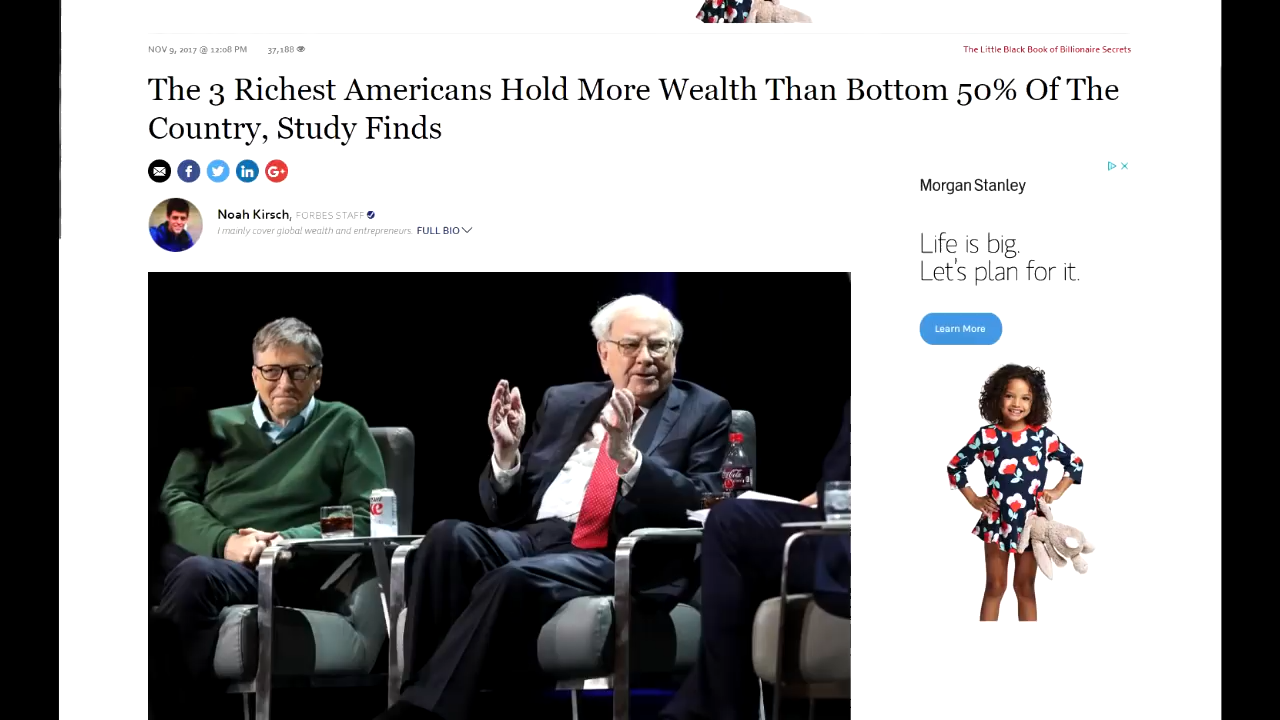 NOV 9, 2017 @ 12:08 PM 37,188
The Little Black Book of Billionaire Secrets
The 3 Richest Americans Hold More Wealth Than Bottom 50% Of The
Country, Study Finds
Noah Kirsch, FORBES STAFF
I mainly cover global wealth and entrepreneurs. FULL BIO
Morgan Stanley
Life is big.
Let's plan for it.
Learn More
Coca-Cola